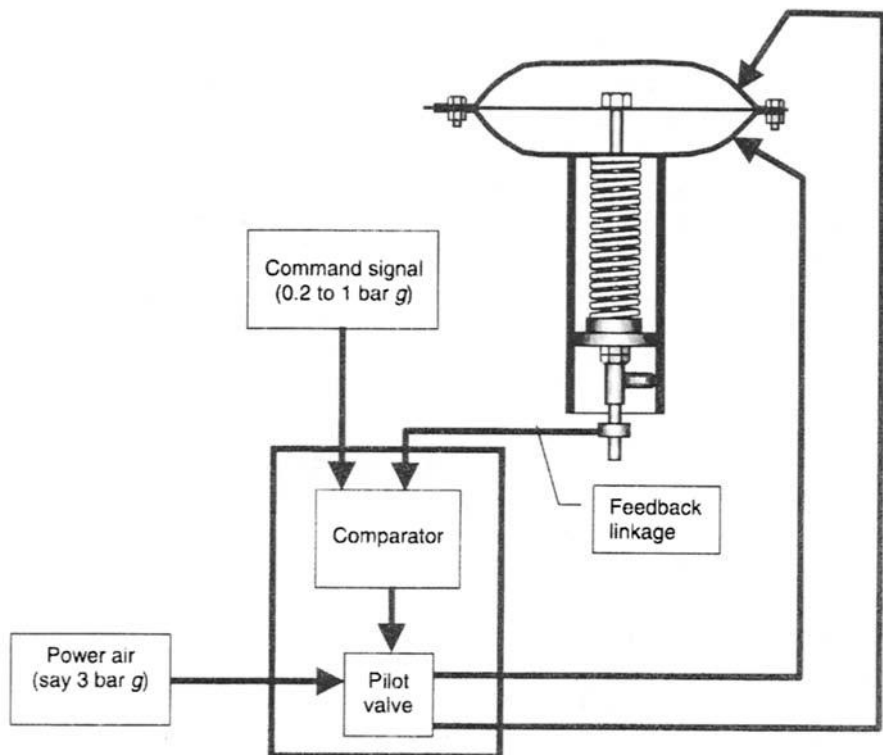 Command signal
(0.2 to 1 bar g)
Feedback
linkage
Comparator
Power air
(say 3 bar g)
Pilot
valve